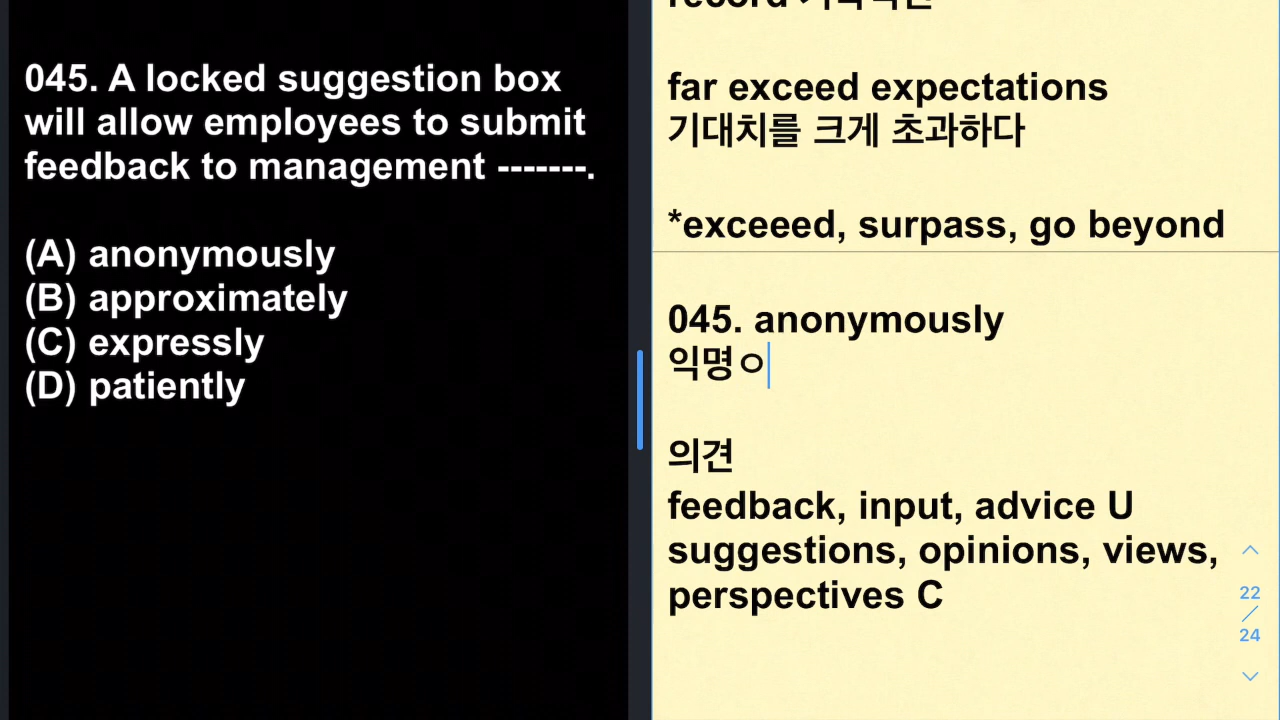 045. A locked suggestion box
will allow employees to submit
feedback to management -------.
(A) anonymously
(B) approximately
(C) expressly
(D) patiently
record
far exceed expectations
기대치를 크게 초과하다
*exceeed, surpass, go beyond
045. anonymously
익명ㅇ
의견
feedback, input, advice U
suggestions, opinions, views,
perspectives C
22
/
24